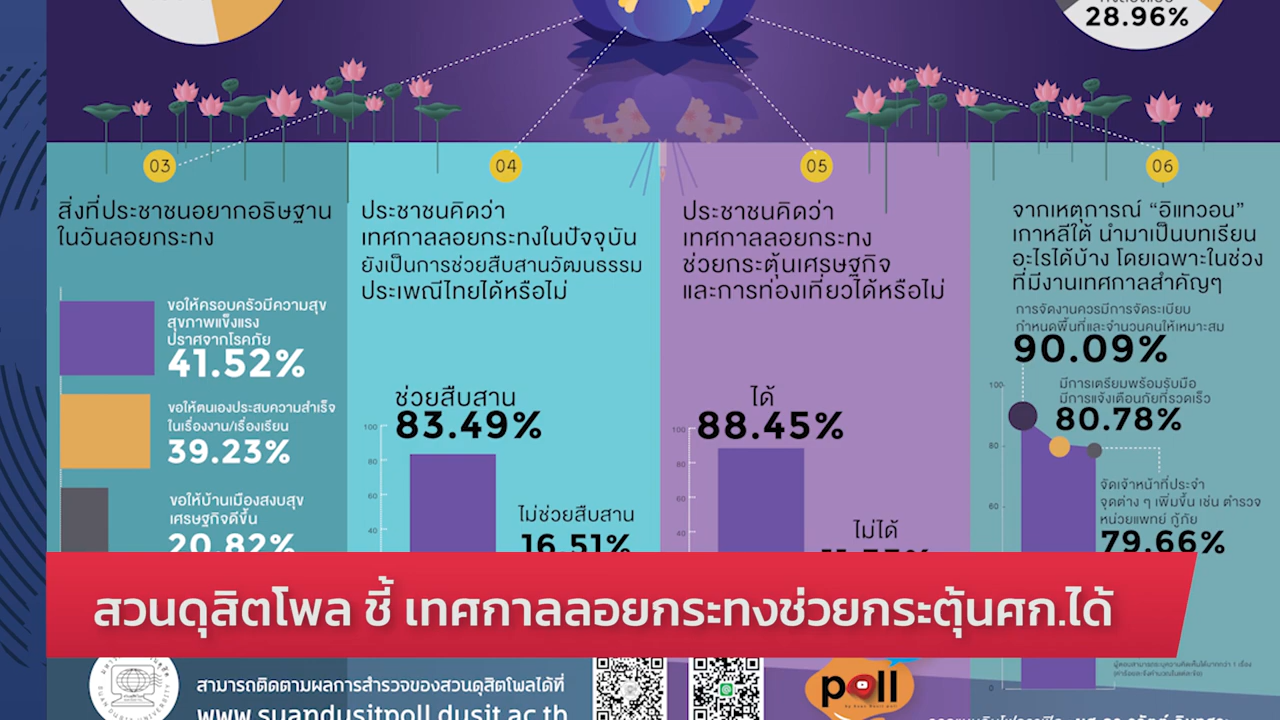 28.96%
03
สิ่งที่ประชาชนอยากอธิษฐาน
ในวันลอยกระทง
ขอให้ครอบครัวมีความสุข
สุขภาพแข็งแรง
ปราศจากโรคภัย
41.52%
ขอให้ตนเองประสบความสำเร็จ
ในเรื่องงาน/เรื่องเรียน
39.23%
ขอให้บ้านเมืองสงบสุข
เศรษฐกิจดีขึ้น
20.82%
04
ประชาชนคิดว่า
เทศกาลลอยกระทงในปัจจุบัน
ยังเป็นการช่วยสืบสานวัฒนธรรม
ประเพณีไทยได้หรือไม่
ช่วยสืบสาน
83.49%
100
80
60
40
ไม่ช่วยสืบสาน
16.51%
05
ประชาชนคิดว่า
เทศกาลลอยกระทง
ช่วยกระตุ้นเศรษฐกิจ
และการท่องเที่ยวได้หรือไม่
ได้
88.45%
100
80
60
40
ไม่ได้
06
จากเหตุการณ์ “อิแทวอน”
เกาหลีใต้ นำมาเป็นบทเรียน
อะไรได้บ้าง โดยเฉพาะในช่วง
ที่มีงานเทศกาลสำคัญๆ
การจัดงานควรมีการจัดระเบียบ
กำหนดพื้นที่และจำนวนคนให้เหมาะสม
90.09%
มีการเตรียมพร้อมรับมือ
มีการแจ้งเตือนภัยที่รวดเร็ว
80.78%
100
80
60
จัดเจ้าหน้าที่ประจำ
จุดต่าง ๆ เพิ่มขึ้น เช่น ตำรวจ
หน่วยแพทย์ กู้ภัย
79.66%
0
สวนดุสิตโพล ชี้ เทศกาลลอยกระทงช่วยกระตุ้นศก.ได้
สามารถติดตามผลการสำรวจของสวนดุสิตโพลได้ที่
www.suandusitpoll.dusit.ac.th
poll
by Suan Dusit poll